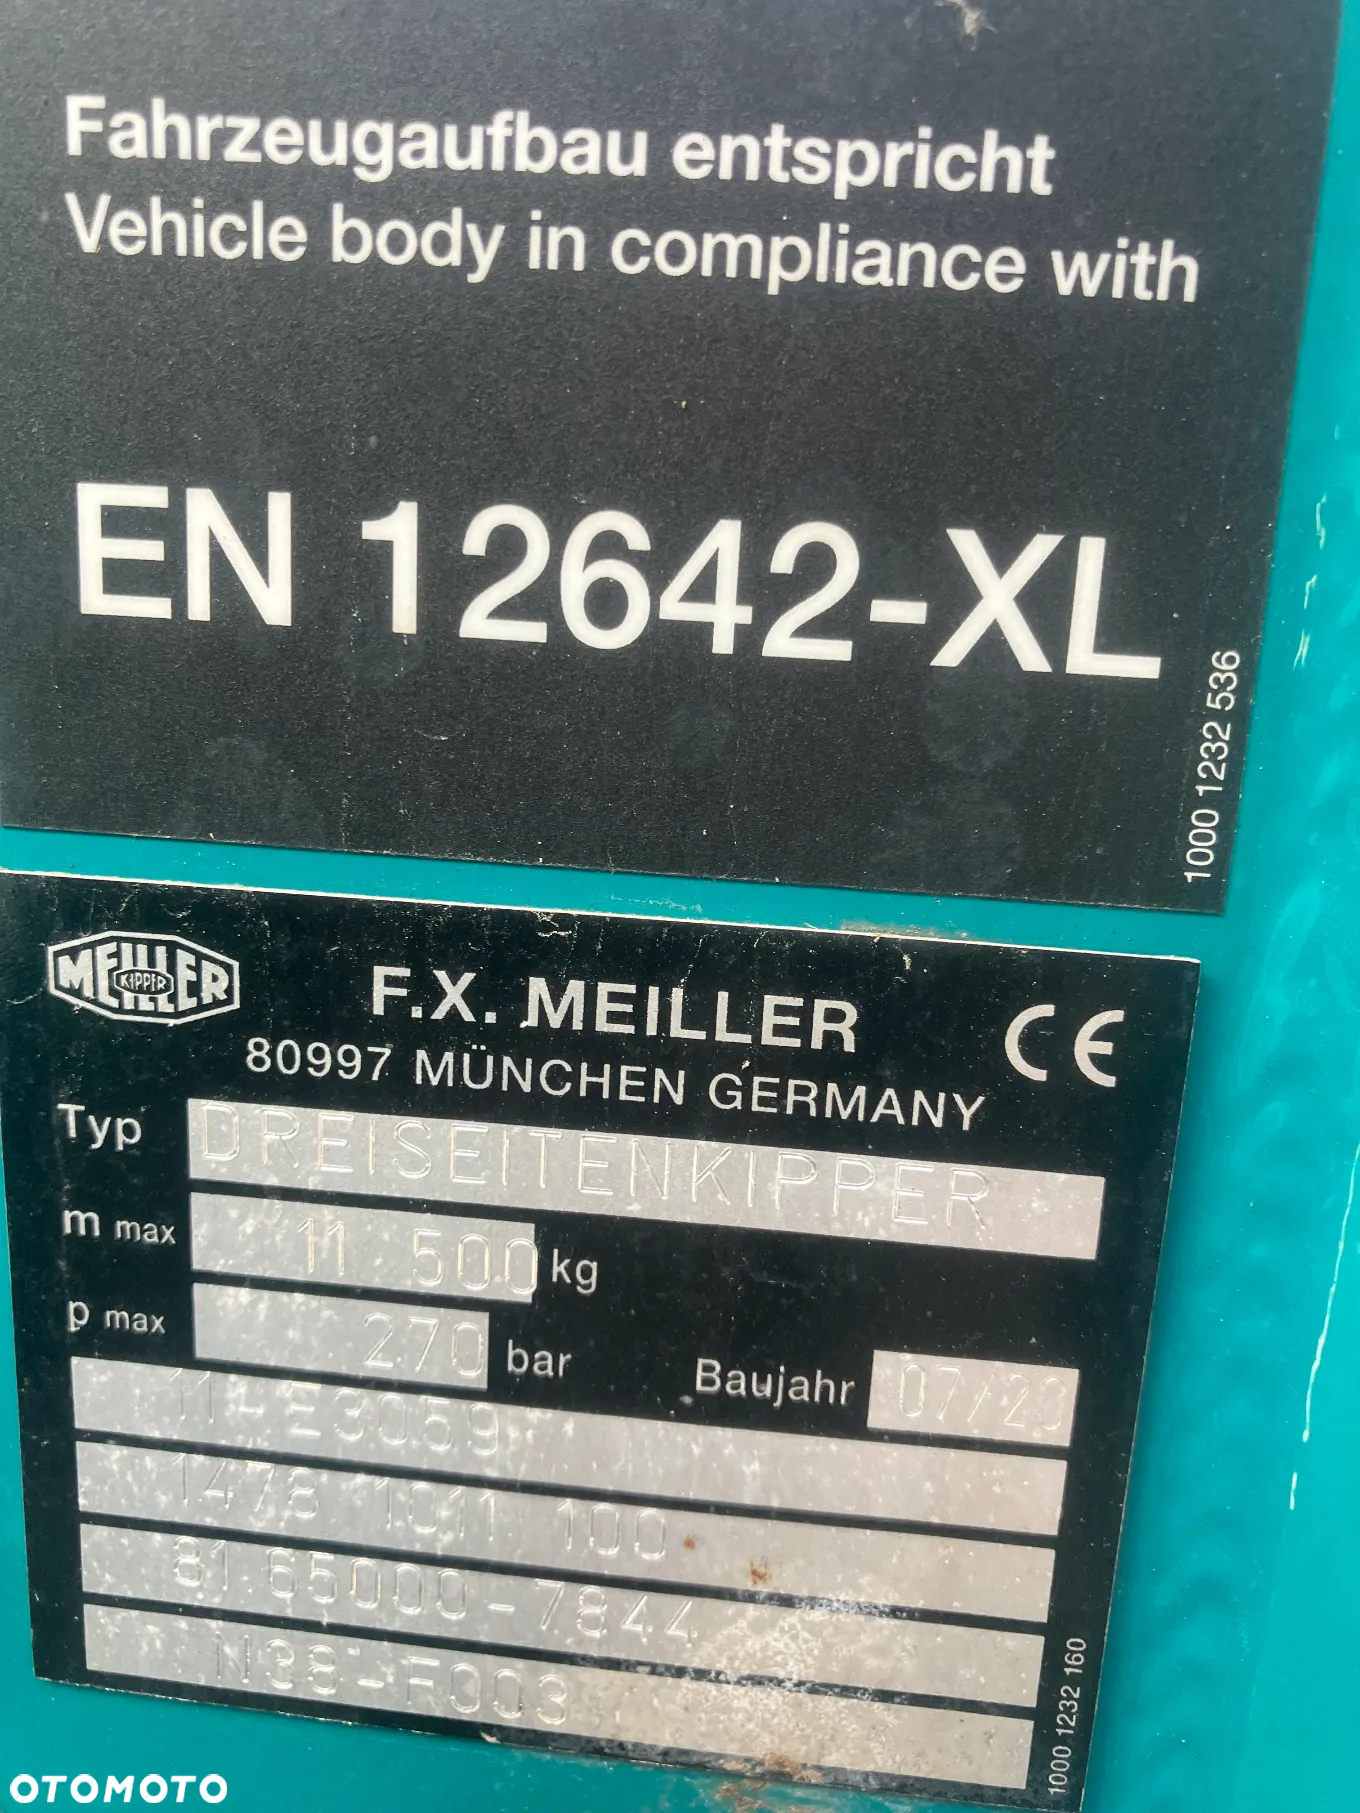 Fahrzeugaufbau entspricht
Vehicle body in compliance with
EN 12642-XL
1000 1232 536
MEILLER KIPPER
F.X. MEILLER
80997 MÜNCHEN GERMANY
CE
Typ DREISEITENKIPPER
m max 11 500 kg
p max 270 bar
Baujahr 07/20
11-E3059
1478 1011 100
81.65000-7844
N38-F003
1000 1232 160
OTOMOTO